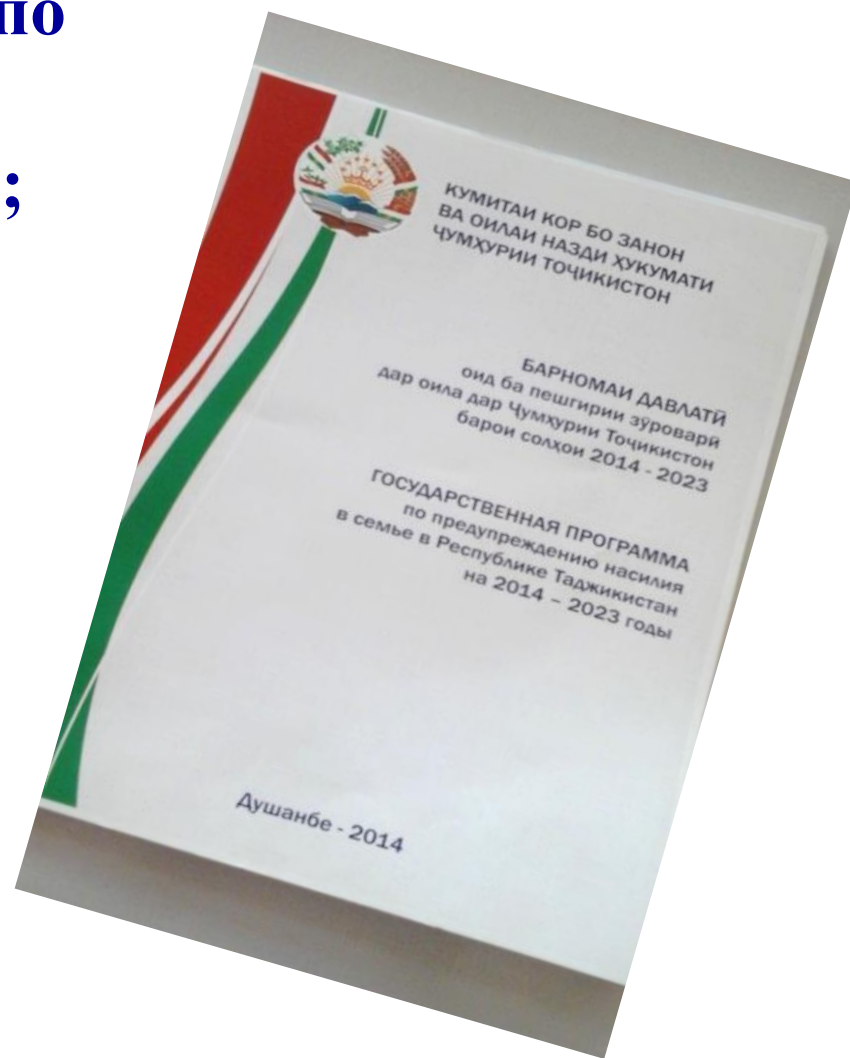 по
;
КУМИТАИ КОР БО ЗАНОН
ВА ОИЛАИ НАЗДИ ҲУКУМАТИ
ҶУМҲУРИИ ТОҶИКИСТОН
БАРНОМАИ ДАВЛАТӢ
оид ба пешгирии зӯроварӣ
дар оила дар Ҷумҳурии Тоҷикистон
барои солҳои 2014 - 2023
ГОСУДАРСТВЕННАЯ ПРОГРАММА
по предупреждению насилия
в семье в Республике Таджикистан
на 2014 – 2023 годы
Душанбе - 2014